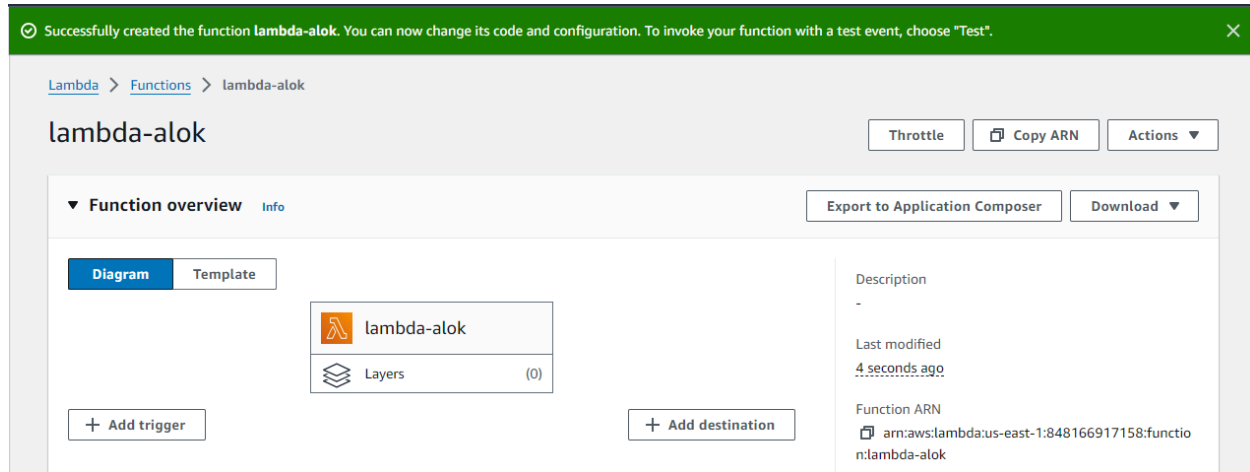 Successfully created the function lambda-alok. You can now change its code and configuration. To invoke your function with a test event, choose "Test".
Lambda > Functions > lambda-alok
lambda-alok
Throttle
Copy ARN
Actions
Function overview Info
Export to Application Composer
Download
Diagram
Template
lambda-alok
Layers (0)
+ Add trigger
+ Add destination
Description
-
Last modified
4 seconds ago
Function ARN
arn:aws:lambda:us-east-1:848166917158:functio
n:lambda-alok